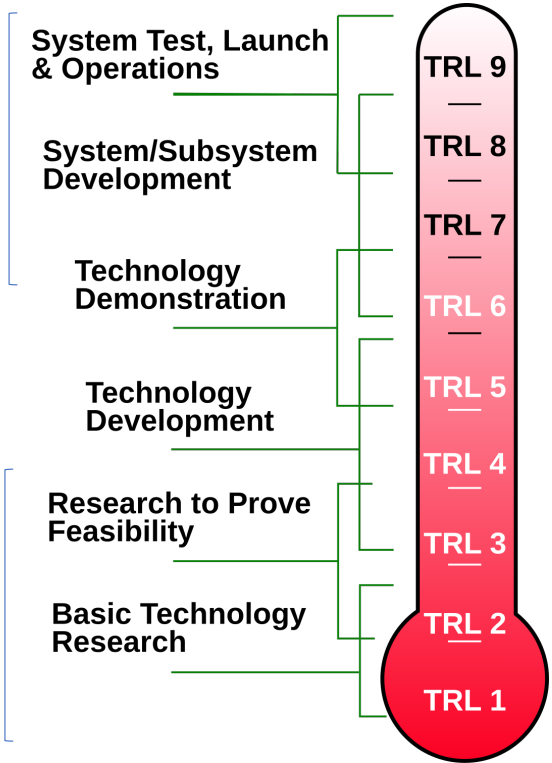 System Test, Launch
& Operations
System/Subsystem
Development
Technology
Demonstration
Technology
Development
Research to Prove
Feasibility
Basic Technology
Research
TRL 9
TRL 8
TRL 7
TRL 6
TRL 5
TRL 4
TRL 3
TRL 2
TRL 1